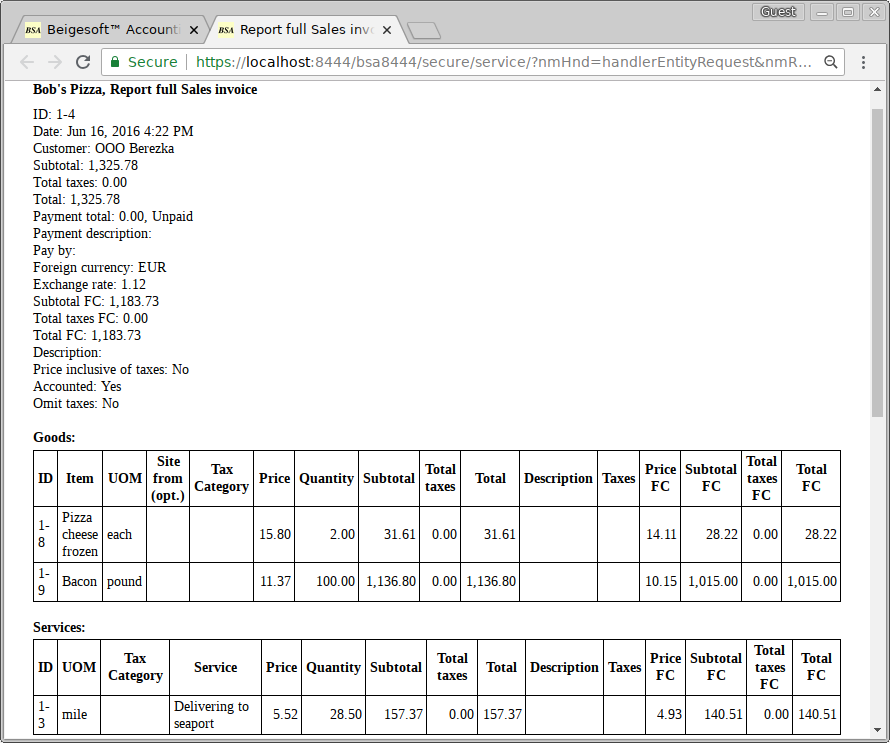 Guest
BSA Beigesoft™ Account
BSA Report full Sales inv
Secure https://localhost:8444/bsa8444/secure/service/?nmHnd=handlerEntityRequest&nmR...
Bob's Pizza, Report full Sales invoice
ID: 1-4
Date: Jun 16, 2016 4:22 PM
Customer: OOO Berezka
Subtotal: 1,325.78
Total taxes: 0.00
Total: 1,325.78
Payment total: 0.00, Unpaid
Payment description:
Pay by:
Foreign currency: EUR
Exchange rate: 1.12
Subtotal FC: 1,183.73
Total taxes FC: 0.00
Total FC: 1,183.73
Description:
Price inclusive of taxes: No
Accounted: Yes
Omit taxes: No
Goods:
ID Item UOM Site from (opt.) Tax Category Price Quantity Subtotal Total taxes Total Description Taxes Price FC Subtotal FC Total taxes FC Total FC
1-8 Pizza cheese frozen each 15.80 2.00 31.61 0.00 31.61 14.11 28.22 0.00 28.22
1-9 Bacon pound 11.37 100.00 1,136.80 0.00 1,136.80 10.15 1,015.00 0.00 1,015.00
Services:
ID UOM Tax Category Service Price Quantity Subtotal Total taxes Total Description Taxes Price FC Subtotal FC Total taxes FC Total FC
1-3 mile Delivering to seaport 5.52 28.50 157.37 0.00 157.37 4.93 140.51 0.00 140.51